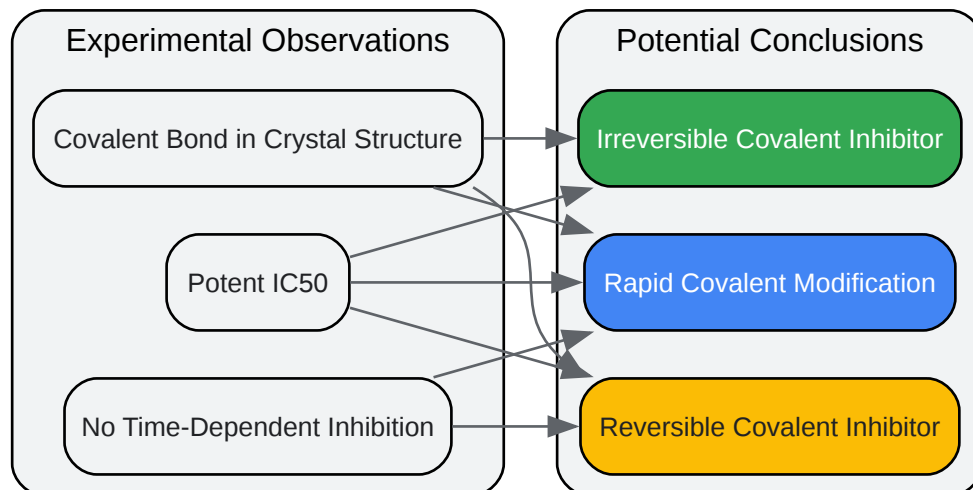 Experimental Observations
Covalent Bond in Crystal Structure
Potent IC50
No Time-Dependent Inhibition
Potential Conclusions
Irreversible Covalent Inhibitor
Rapid Covalent Modification
Reversible Covalent Inhibitor